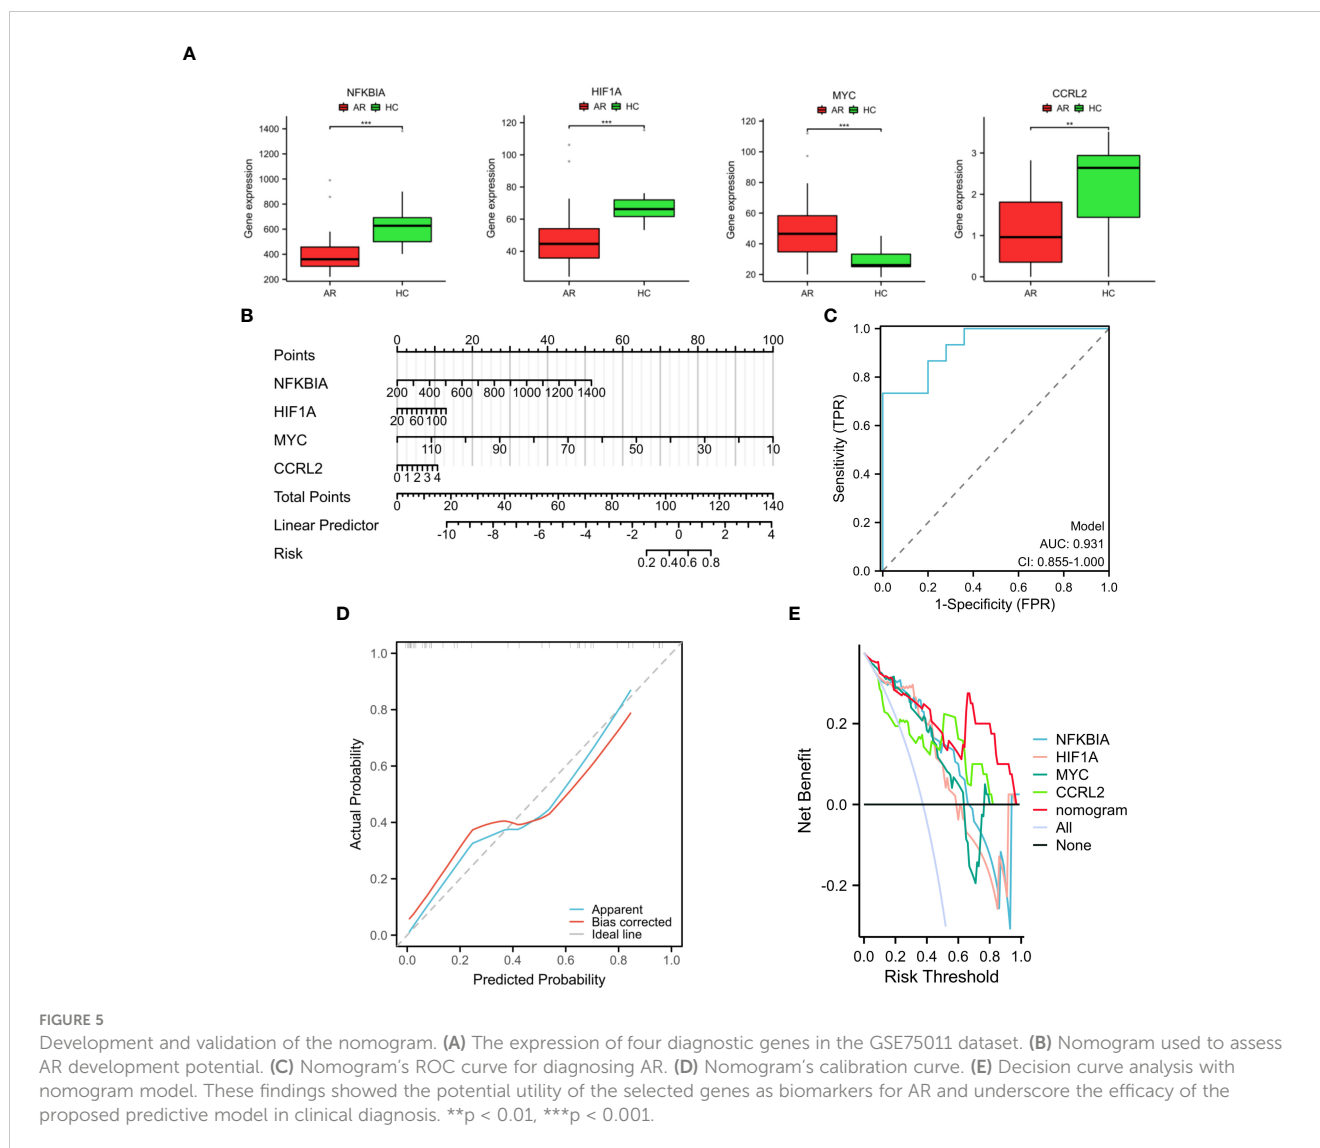 A
NFKBIA
AR HC
***
Gene expression
1400
1200
1000
800
600
400
200
AR HC
HIF1A
AR HC
***
Gene expression
120
100
80
60
40
AR HC
MYC
AR HC
***
Gene expression
120
100
80
60
40
20
AR HC
CCRL2
AR HC
**
Gene expression
3
2
1
0
AR HC
B
Points
0 20 40 60 80 100
NFKBIA
200 400 600 800 1000 1200 1400
HIF1A
20 60 100
MYC
110 90 70 50 30 10
CCRL2
0 1 2 3 4
Total Points
0 20 40 60 80 100 120 140
Linear Predictor
-10 -8 -6 -4 -2 0 2 4
Risk
0.2 0.4 0.6 0.8
C
Sensitivity (TPR)
1.0
0.8
0.6
0.4
0.2
0.0
Model
AUC: 0.931
CI: 0.855-1.000
0.0 0.2 0.4 0.6 0.8 1.0
1-Specificity (FPR)
D
Actual Probability
1.0
0.8
0.6
0.4
0.2
0.0
Apparent
Bias corrected
Ideal line
0.0 0.2 0.4 0.6 0.8 1.0
Predicted Probability
E
Net Benefit
0.2
0.0
-0.2
0.0 0.2 0.4 0.6 0.8 1.0
Risk Threshold
NFKBIA
HIF1A
MYC
CCRL2
nomogram
All
None
FIGURE 5
Development and validation of the nomogram. (A) The expression of four diagnostic genes in the GSE75011 dataset. (B) Nomogram used to assess
AR development potential. (C) Nomogram's ROC curve for diagnosing AR. (D) Nomogram's calibration curve. (E) Decision curve analysis with
nomogram model. These findings showed the potential utility of the selected genes as biomarkers for AR and underscore the efficacy of the
proposed predictive model in clinical diagnosis. **p < 0.01, ***p < 0.001.